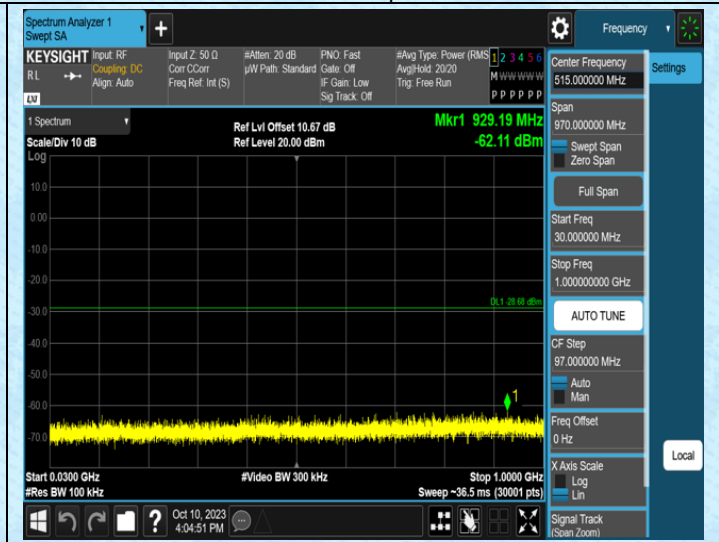 Spectrum Analyzer 1
Swept SA
+
Frequency
KEYSIGHT
RL
LXI
Input: RF
Coupling: DC
Align: Auto
Input Z: 50 Ω
Corr CCorr
Freq Ref: Int (S)
#Atten: 20 dB
µW Path: Standard
PNO: Fast
Gate: Off
IF Gain: Low
Sig Track: Off
#Avg Type: Power (RMS
Avg|Hold: 20/20
Trig: Free Run
1 2 3 4 5 6
M W W W W W
P P P P P P
1 Spectrum
Scale/Div 10 dB
Log
Ref Lvl Offset 10.67 dB
Ref Level 20.00 dBm
Mkr1 929.19 MHz
-62.11 dBm
10.0
0.00
-10.0
-20.0
-30.0
-40.0
-50.0
-60.0
-70.0
DL1 -28.68 dBm
1
Start 0.0300 GHz
#Res BW 100 kHz
#Video BW 300 kHz
Stop 1.0000 GHz
Sweep ~36.5 ms (30001 pts)
?
Oct 10, 2023
4:04:51 PM
Center Frequency
515.000000 MHz
Settings
Span
970.000000 MHz
Swept Span
Zero Span
Full Span
Start Freq
30.000000 MHz
Stop Freq
1.000000000 GHz
AUTO TUNE
CF Step
97.000000 MHz
Auto
Man
Freq Offset
0 Hz
X Axis Scale
Log
Lin
Local
Signal Track
(Span Zoom)